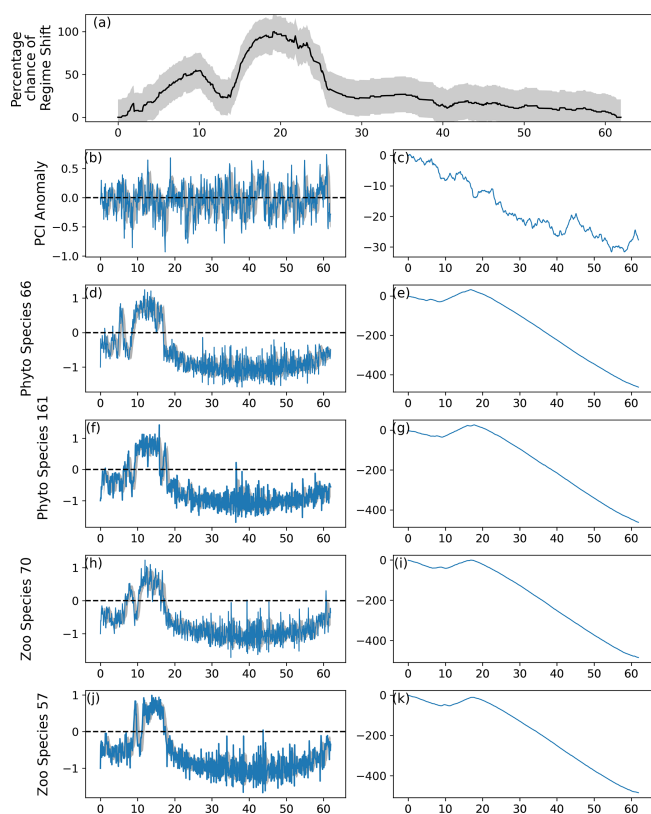 Percentage
chance of
Regime Shift
(a)
100
50
0
0 10 20 30 40 50 60
PCI Anomaly
(b)
0.5
0.0
−0.5
−1.0
0 10 20 30 40 50 60
(c)
0
−10
−20
−30
0 10 20 30 40 50 60
Phyto Species 66
(d)
1
0
−1
0 10 20 30 40 50 60
(e)
0
−200
−400
0 10 20 30 40 50 60
Phyto Species 161
(f)
1
0
−1
0 10 20 30 40 50 60
(g)
0
−200
−400
0 10 20 30 40 50 60
Zoo Species 70
(h)
1
0
−1
0 10 20 30 40 50 60
(i)
0
−200
−400
0 10 20 30 40 50 60
Zoo Species 57
(j)
1
0
−1
0 10 20 30 40 50 60
(k)
0
−200
−400
0 10 20 30 40 50 60